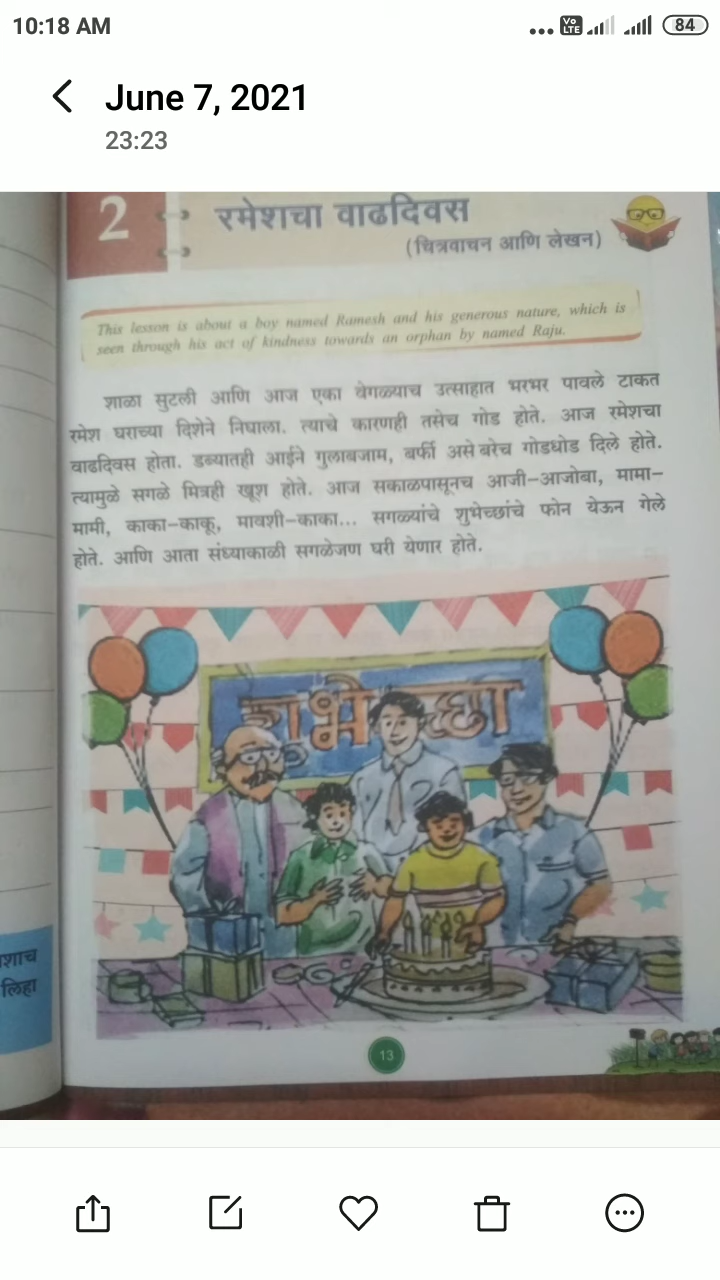 10:18 AM
Vo LTE
84
June 7, 2021
23:23
2
रमेशचा वाढदिवस
(चित्रवाचन आणि लेखन)
This lesson is about a boy named Ramesh and his generous nature, which is
seen through his act of kindness towards an orphan by named Raju.
शाळा सुटली आणि आज एका वेगळ्याच उत्साहात भरभर पावले टाकत
रमेश घराच्या दिशेने निघाला. त्याचे कारणही तसेच गोड होते. आज रमेशचा
वाढदिवस होता. डब्यातही आईने गुलाबजाम, बर्फी असे बरेच गोडधोड दिले होते.
त्यामुळे सगळे मित्रही खूश होते. आज सकाळपासूनच आजी-आजोबा, मामा-
मामी, काका-काकू, मावशी-काका... सगळ्यांचे शुभेच्छांचे फोन येऊन गेले
होते. आणि आता संध्याकाळी सगळेजण घरी येणार होते.
शुभेच्छा
शाच
लिहा
13